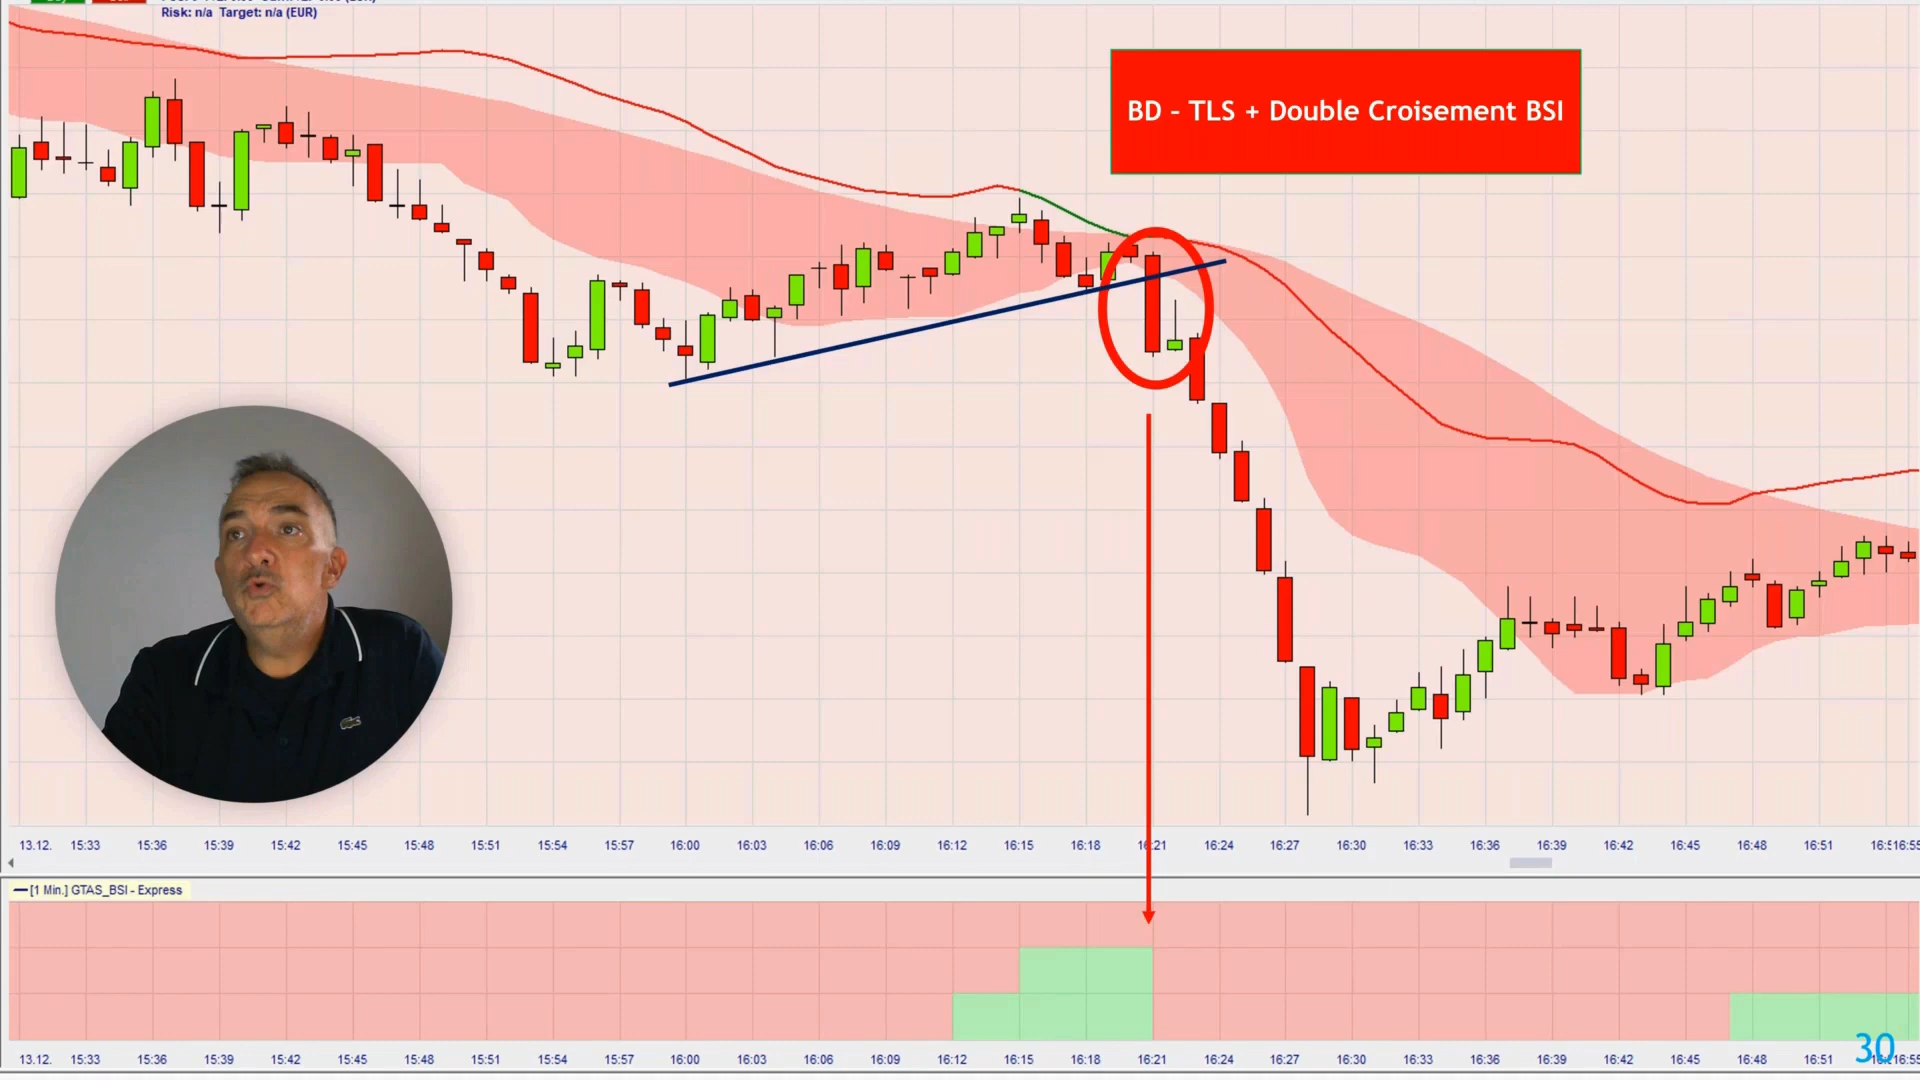 Risk: n/a Target: n/a (EUR)
BD - TLS + Double Croisement BSI
13.12. 15:33 15:36 15:39 15:42 15:45 15:48 15:51 15:54 15:57 16:00 16:03 16:06 16:09 16:12 16:15 16:18 16:21 16:24 16:27 16:30 16:33 16:36 16:39 16:42 16:45 16:48 16:51 16:55
[1 Min.] GTAS_BSI - Express
13.12. 15:33 15:36 15:39 15:42 15:45 15:48 15:51 15:54 15:57 16:00 16:03 16:06 16:09 16:12 16:15 16:18 16:21 16:24 16:27 16:30 16:33 16:36 16:39 16:42 16:45 16:48 16:51 16:55
30